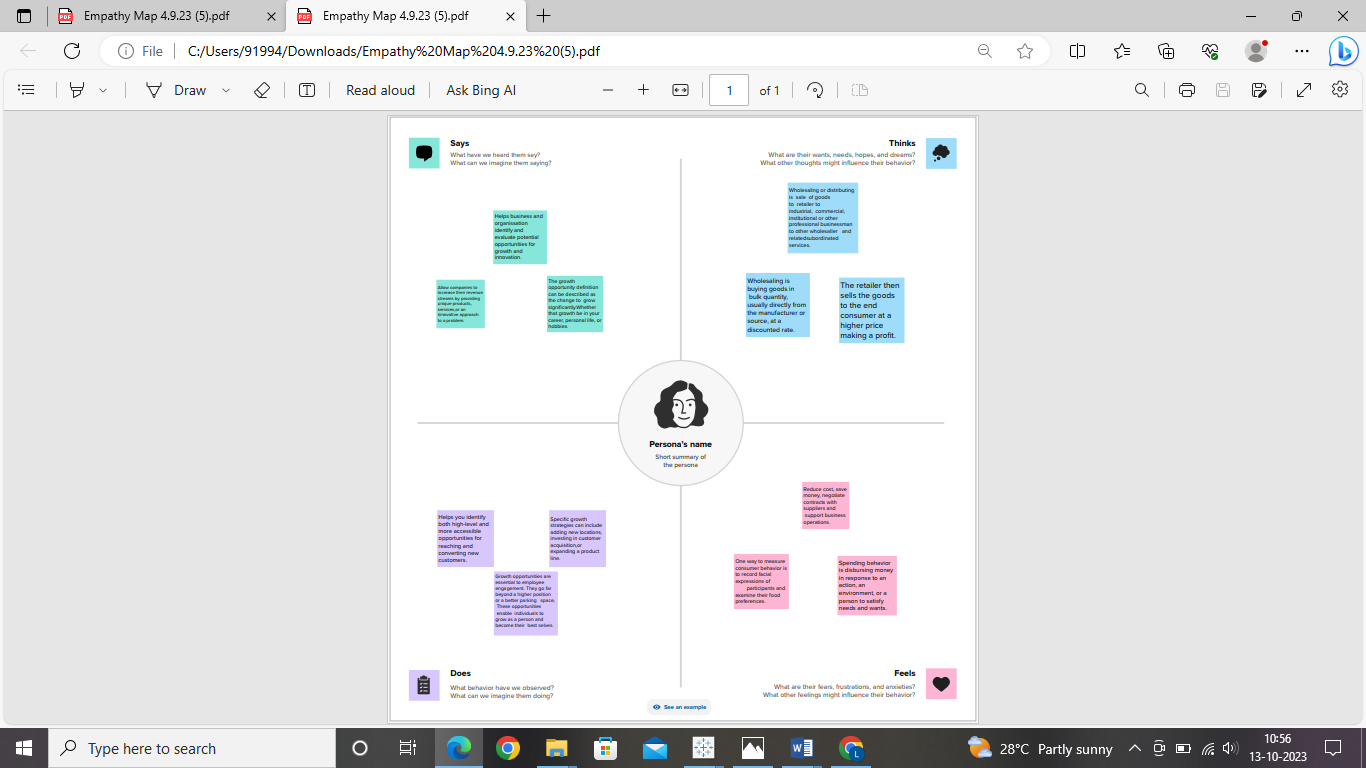 Empathy Map 4.9.23 (5).pdf
Empathy Map 4.9.23 (5).pdf
File
C:/Users/91994/Downloads/Empathy%20Map%204.9.23%20(5).pdf
Draw
Read aloud
Ask Bing AI
1
of 1
Says
What have we heard them say?
What can we imagine them saying?
Thinks
What are their wants, needs, hopes, and dreams?
What other thoughts might influence their behavior?
Helps business and
organisation
identify and
evaluate potential
opportunities for
growth and
innovation.
Allow companies to
increase their revenue
streams by providing
unique products,
services,or an
innovative approach
to a problem.
The growth
opportunity definition
can be described as
the change to grow
significantly.Whether
that growth be in your
career, personal life, or
hobbies.
Wholesaling or distributing
is sale of goods
to retailer to
industrial, commercial,
institutional or other
professional businessman
to other wholesaller and
relatedsubordinated
services.
Wholesaling is
buying goods in
bulk quantity,
usually directly from
the manufacturer or
source, at a
discounted rate.
The retailer then
sells the goods
to the end
consumer at a
higher price
making a profit.
Persona's name
Short summary of
the persona
Helps you identify
both high-level and
more accessible
opportunities for
reaching and
converting new
customers.
Specific growth
strategies can include
adding new locations,
investing in customer
acquisition,or
expanding a product
line.
Growth opportunities are
essential to employee
engagement. They go far
beyond a higher position
or a better parking space,
These opportunities
enable individuals to
grow as a person and
become their best selves.
Reduce cost, save
money, negotiate
contracts with
suppliers and
support business
operations.
One way to measure
consumer behavior is
to record facial
expressions of
participants and
examine their food
preferences.
Spending behavior
is disbursing money
in response to an
action, an
environment, or a
person to satisfy
needs and wants.
Does
What behavior have we observed?
What can we imagine them doing?
Feels
What are their fears, frustrations, and anxieties?
What other feelings might influence their behavior?
See an example
Type here to search
L
28°C Partly sunny
10:56
13-10-2023